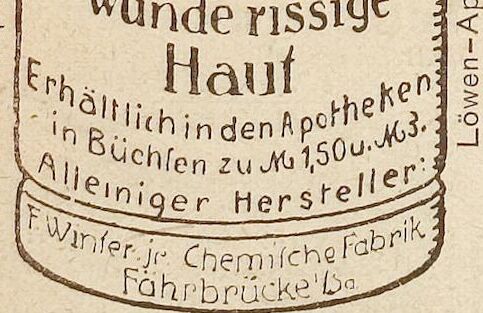 wunde rissige
Haut
Erhältlich in den Apotheken
in Büchsen zu M 1,50 u. M 3.
Alleiniger Hersteller:
F. Winter jr. Chemische Fabrik
Fährbrücke i/Sa.
Löwen-Ap